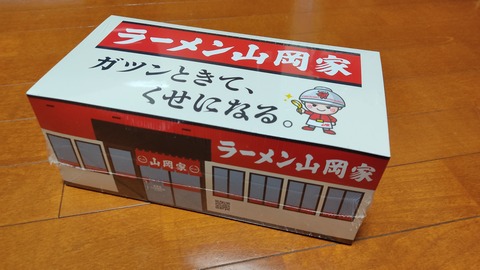 ラーメン山岡家
ガツンときて、
くせになる。
山岡家
ラーメン山岡家